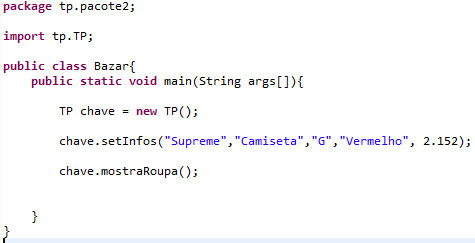 package tp.pacote2;
import tp.TP;
public class Bazar{
public static void main(String args[]){
TP chave = new TP();
chave.setInfos("Supreme","Camiseta","G","Vermelho", 2.152);
chave.mostraRoupa();
}
}